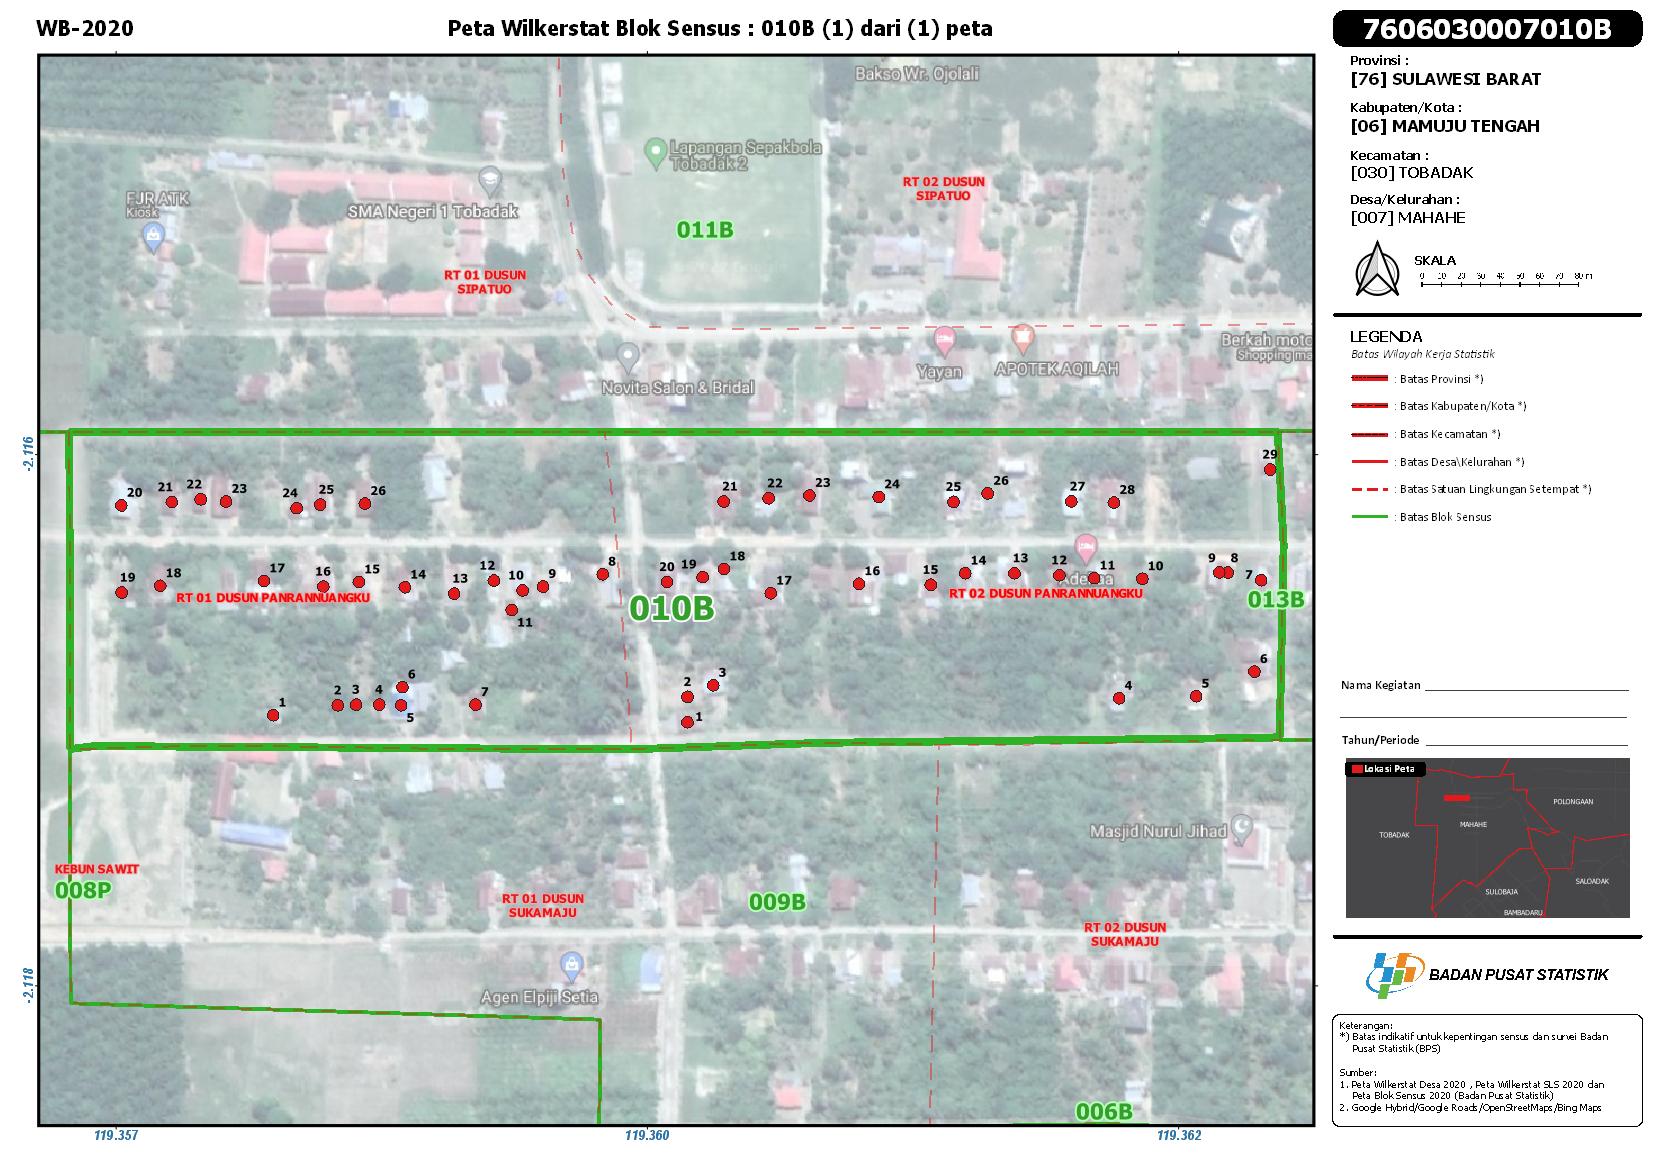 WB-2020
Peta Wilkerstat Blok Sensus : 010B (1) dari (1) peta
7606030007010B
Provinsi :
[76] SULAWESI BARAT
Kabupaten/Kota :
[06] MAMUJU TENGAH
Kecamatan :
[030] TOBADAK
Desa/Kelurahan :
[007] MAHAHE
SKALA
0 10 20 30 40 50 60 70 80 m
LEGENDA
Batas Wilayah Kerja Statistik
: Batas Provinsi *)
: Batas Kabupaten/Kota *)
: Batas Kecamatan *)
: Batas Desa\Kelurahan *)
: Batas Satuan Lingkungan Setempat *)
: Batas Blok Sensus
Nama Kegiatan
Tahun/Periode
Lokasi Peta
POLONGAAN
MAHAHE
TOBADAK
SALOADAK
SULOBAJA
BAMBADARU
BADAN PUSAT STATISTIK
Keterangan:
*) Batas indikatif untuk kepentingan sensus dan survei Badan
Pusat Statistik (BPS)
Sumber:
1. Peta Wilkerstat Desa 2020 , Peta Wilkerstat SLS 2020 dan
Peta Blok Sensus 2020 (Badan Pusat Statistik)
2. Google Hybrid/Google Roads/OpenStreetMaps/Bing Maps
Bakso Wr. Ojolali
Lapangan Sepakbola
Tobadak 2
FJR ATK
Kiosk
SMA Negeri 1 Tobadak
RT 02 DUSUN
SIPATUO
011B
RT 01 DUSUN
SIPATUO
Berkah moto
Shopping ma
Novita Salon & Bridal
Yayan
APOTEK AQILAH
-2.116
29
20 21 22 23 24 25 26
21 22 23 24 25 26 27 28
19 18 17 16 15 14 13 12 10 9 8
11
20 19 18 17 16 15 14 13 12 11 10 9 8 7
Adelina
RT 01 DUSUN PANRANNUANGKU
RT 02 DUSUN PANRANNUANGKU
010B
013B
1 2 3 4 6 5 7
2 3 1 4 5 6
Masjid Nurul Jihad
KEBUN SAWIT
008P
009B
RT 01 DUSUN
SUKAMAJU
RT 02 DUSUN
SUKAMAJU
-2.118
Agen Elpiji Setia
006B
119.357
119.360
119.362